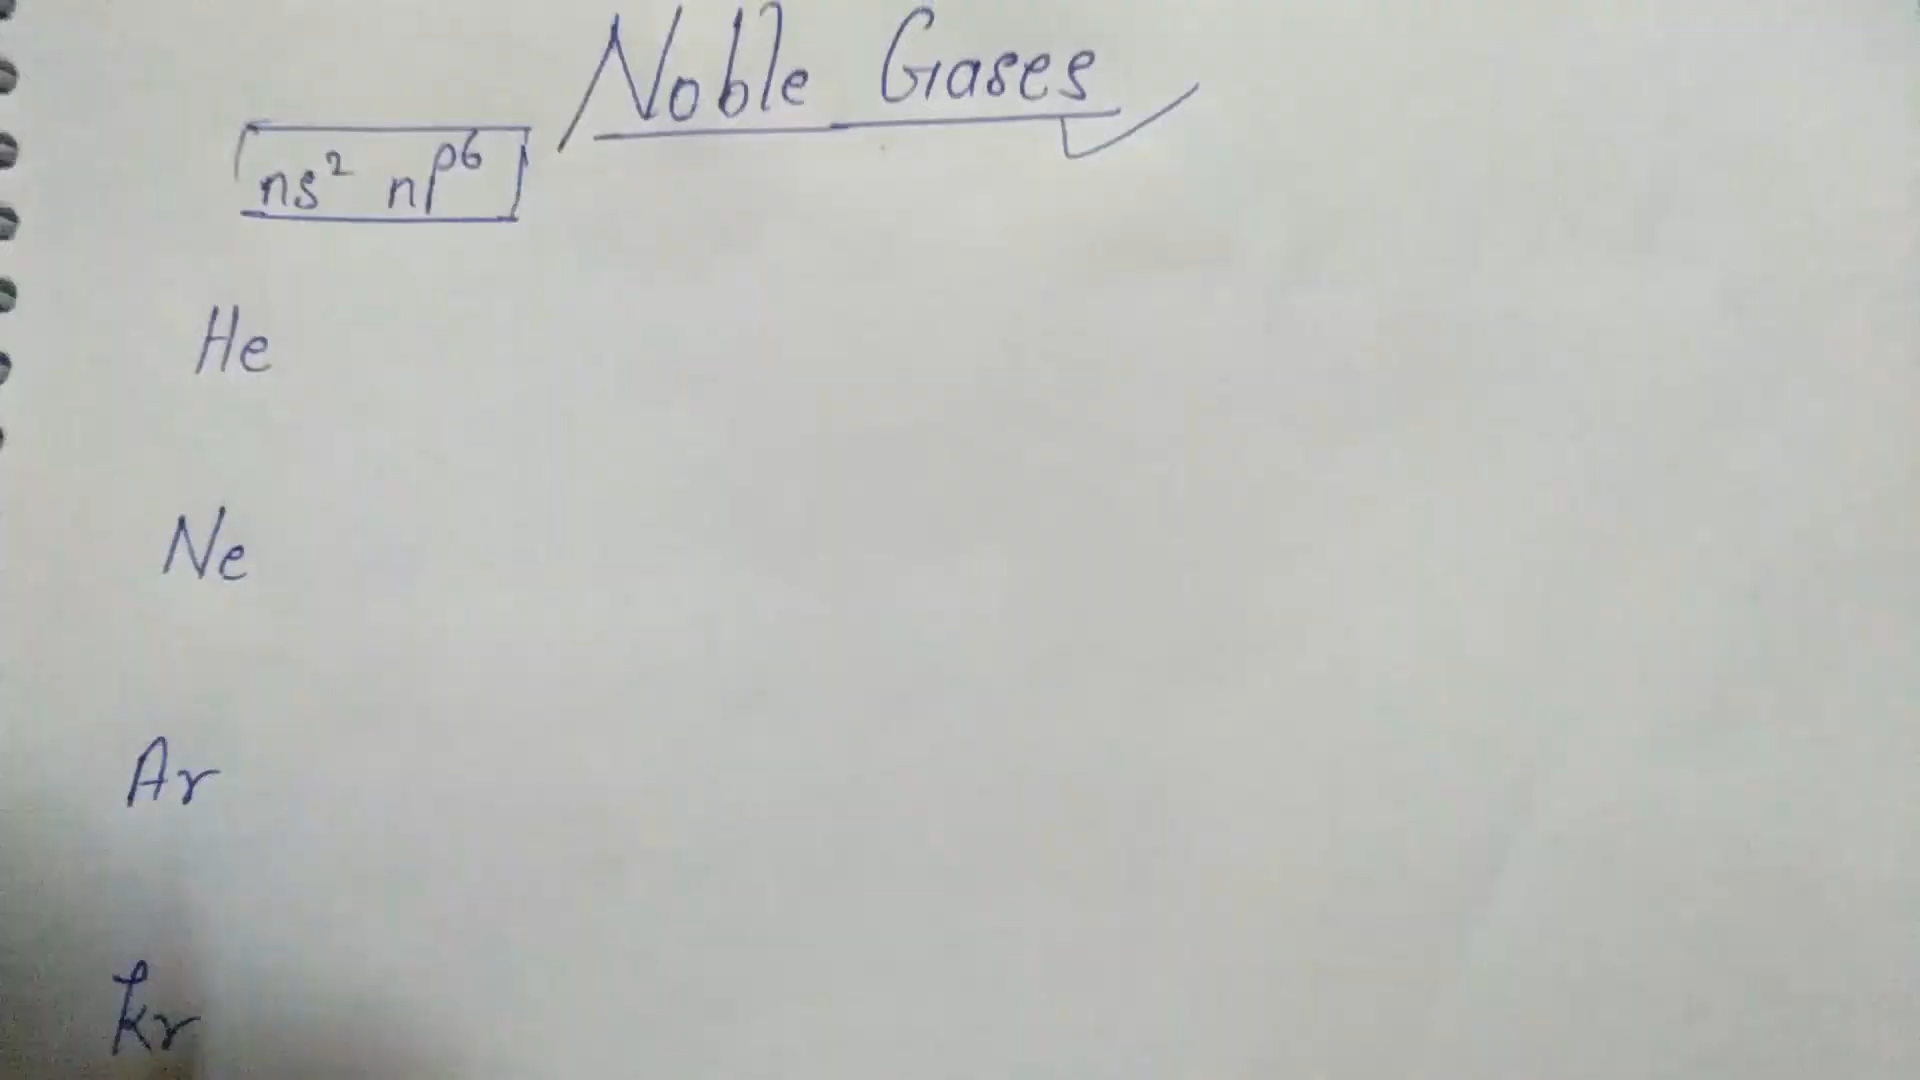 Noble Gases
ns² np⁶
He
Ne
Ar
Kr